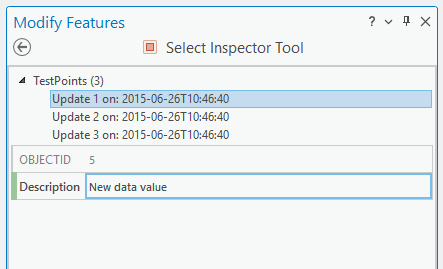 Modify Features ?
Select Inspector Tool
TestPoints (3)
Update 1 on: 2015-06-26T10:46:40
Update 2 on: 2015-06-26T10:46:40
Update 3 on: 2015-06-26T10:46:40
OBJECTID 5
Description New data value